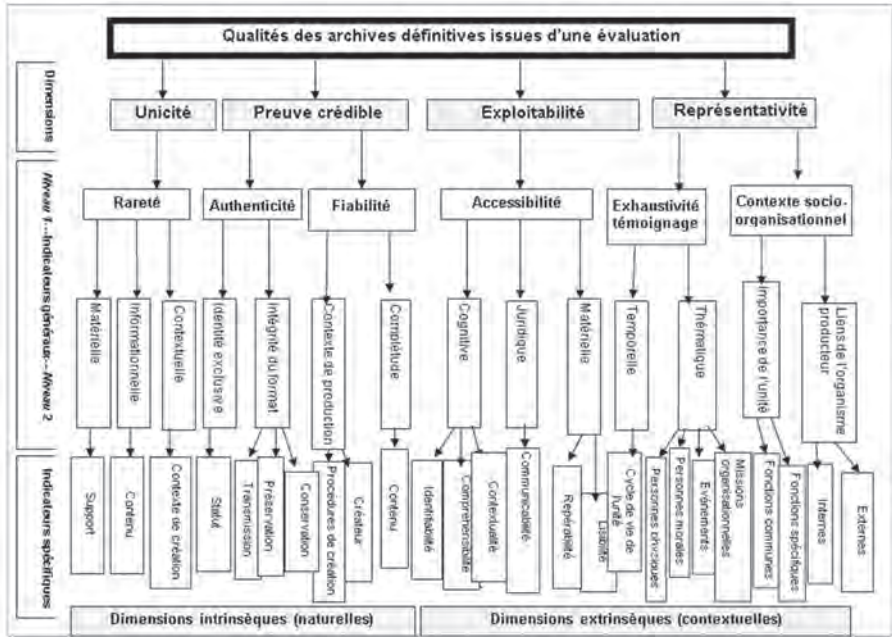 Qualités des archives définitives issues d'une évaluation
Dimensions
Unicité
Preuve crédible
Exploitabilité
Représentativité
Niveau 1---Indicateurs généraux--- Niveau 2
Rareté
Authenticité
Fiabilité
Accessibilité
Exhaustivité
témoignage
Contexte socio-
organisationnel
Matérielle
Informationnelle
Contextuelle
Identité exclusive
Intégrité du format
Contexte de production
Complétude
Cognitive
Juridique
Matérielle
Temporelle
Thématique
Importance de l'unité
Liens de l'organisme
producteur
Indicateurs spécifiques
Support
Contenu
Contexte de création
Statut
Transmission
Préservation
Conservation
Procédures de création
Créateur
Contenu
Identifiabilité
Compréhensibilité
Contextualité
Communicabilité
Repérabilité
Lisibilité
Cycle de vie de
l'unité
Personnes physiques
Personnes morales
Evénements
Missions
organisationnelles
Fonctions communes
Fonctions spécifiques
Internes
Externes
Dimensions intrinsèques (naturelles)
Dimensions extrinsèques (contextuelles)